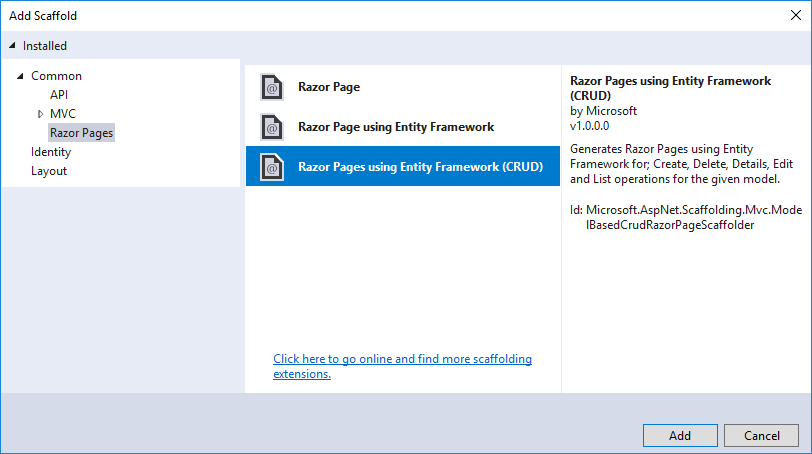 Add Scaffold
Installed
Common
API
MVC
Razor Pages
Identity
Layout
Razor Page
Razor Page using Entity Framework
Razor Pages using Entity Framework (CRUD)
Click here to go online and find more scaffolding
extensions.
Razor Pages using Entity Framework
(CRUD)
by Microsoft
v1.0.0.0
Generates Razor Pages using Entity
Framework for; Create, Delete, Details, Edit
and List operations for the given model.
Id: Microsoft.AspNet.Scaffolding.Mvc.Mode
lBasedCrudRazorPageScaffolder
Add
Cancel